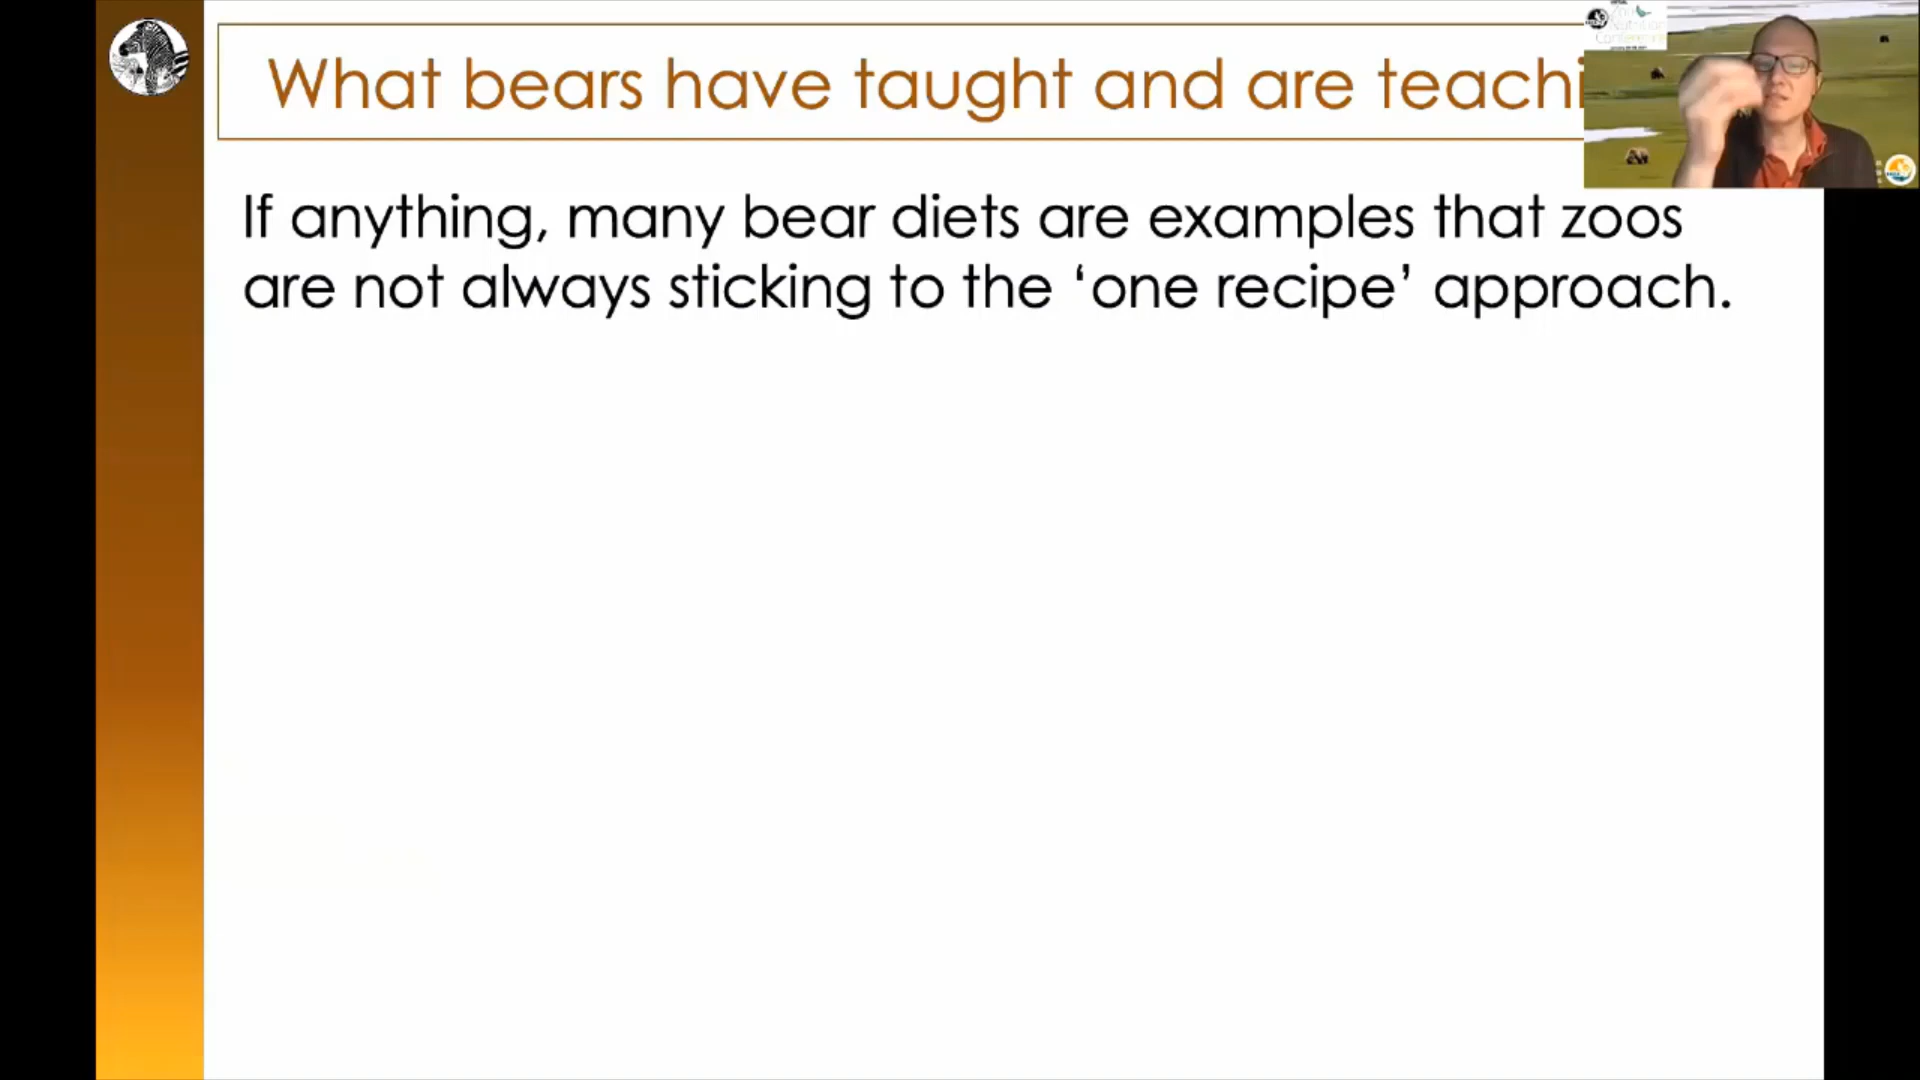 What bears have taught and are teachi
If anything, many bear diets are examples that zoos
are not always sticking to the ‘one recipe’ approach.